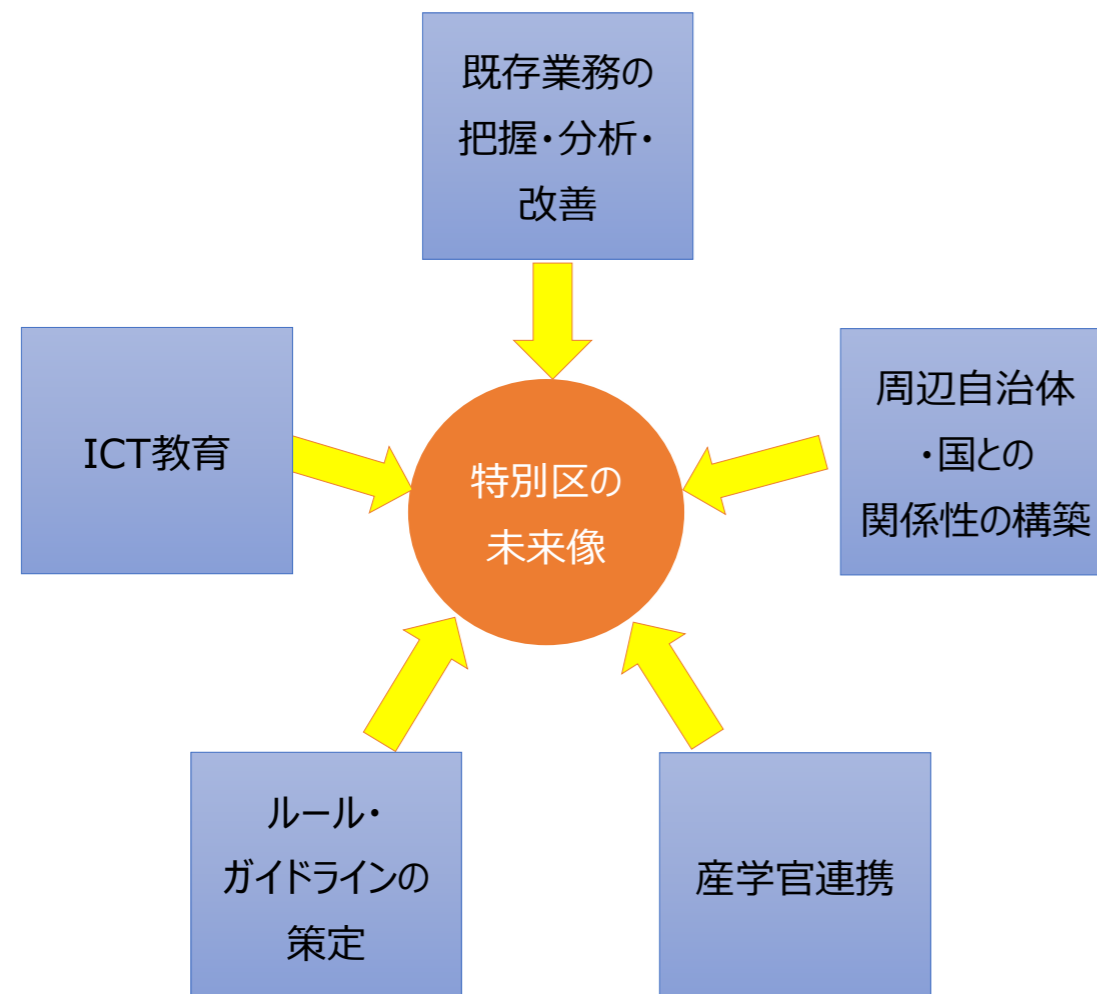 既存業務の
把握・分析・
改善
ICT教育
特別区の
未来像
周辺自治体
・国との
関係性の構築
ルール・
ガイドラインの
策定
産学官連携